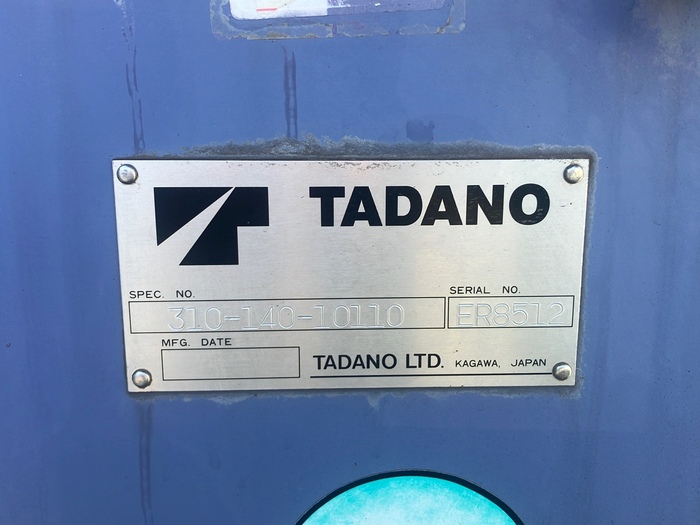 TADANO
SPEC. NO.
SERIAL NO.
310-140-10110
ER8512
MFG. DATE
TADANO LTD. KAGAWA, JAPAN